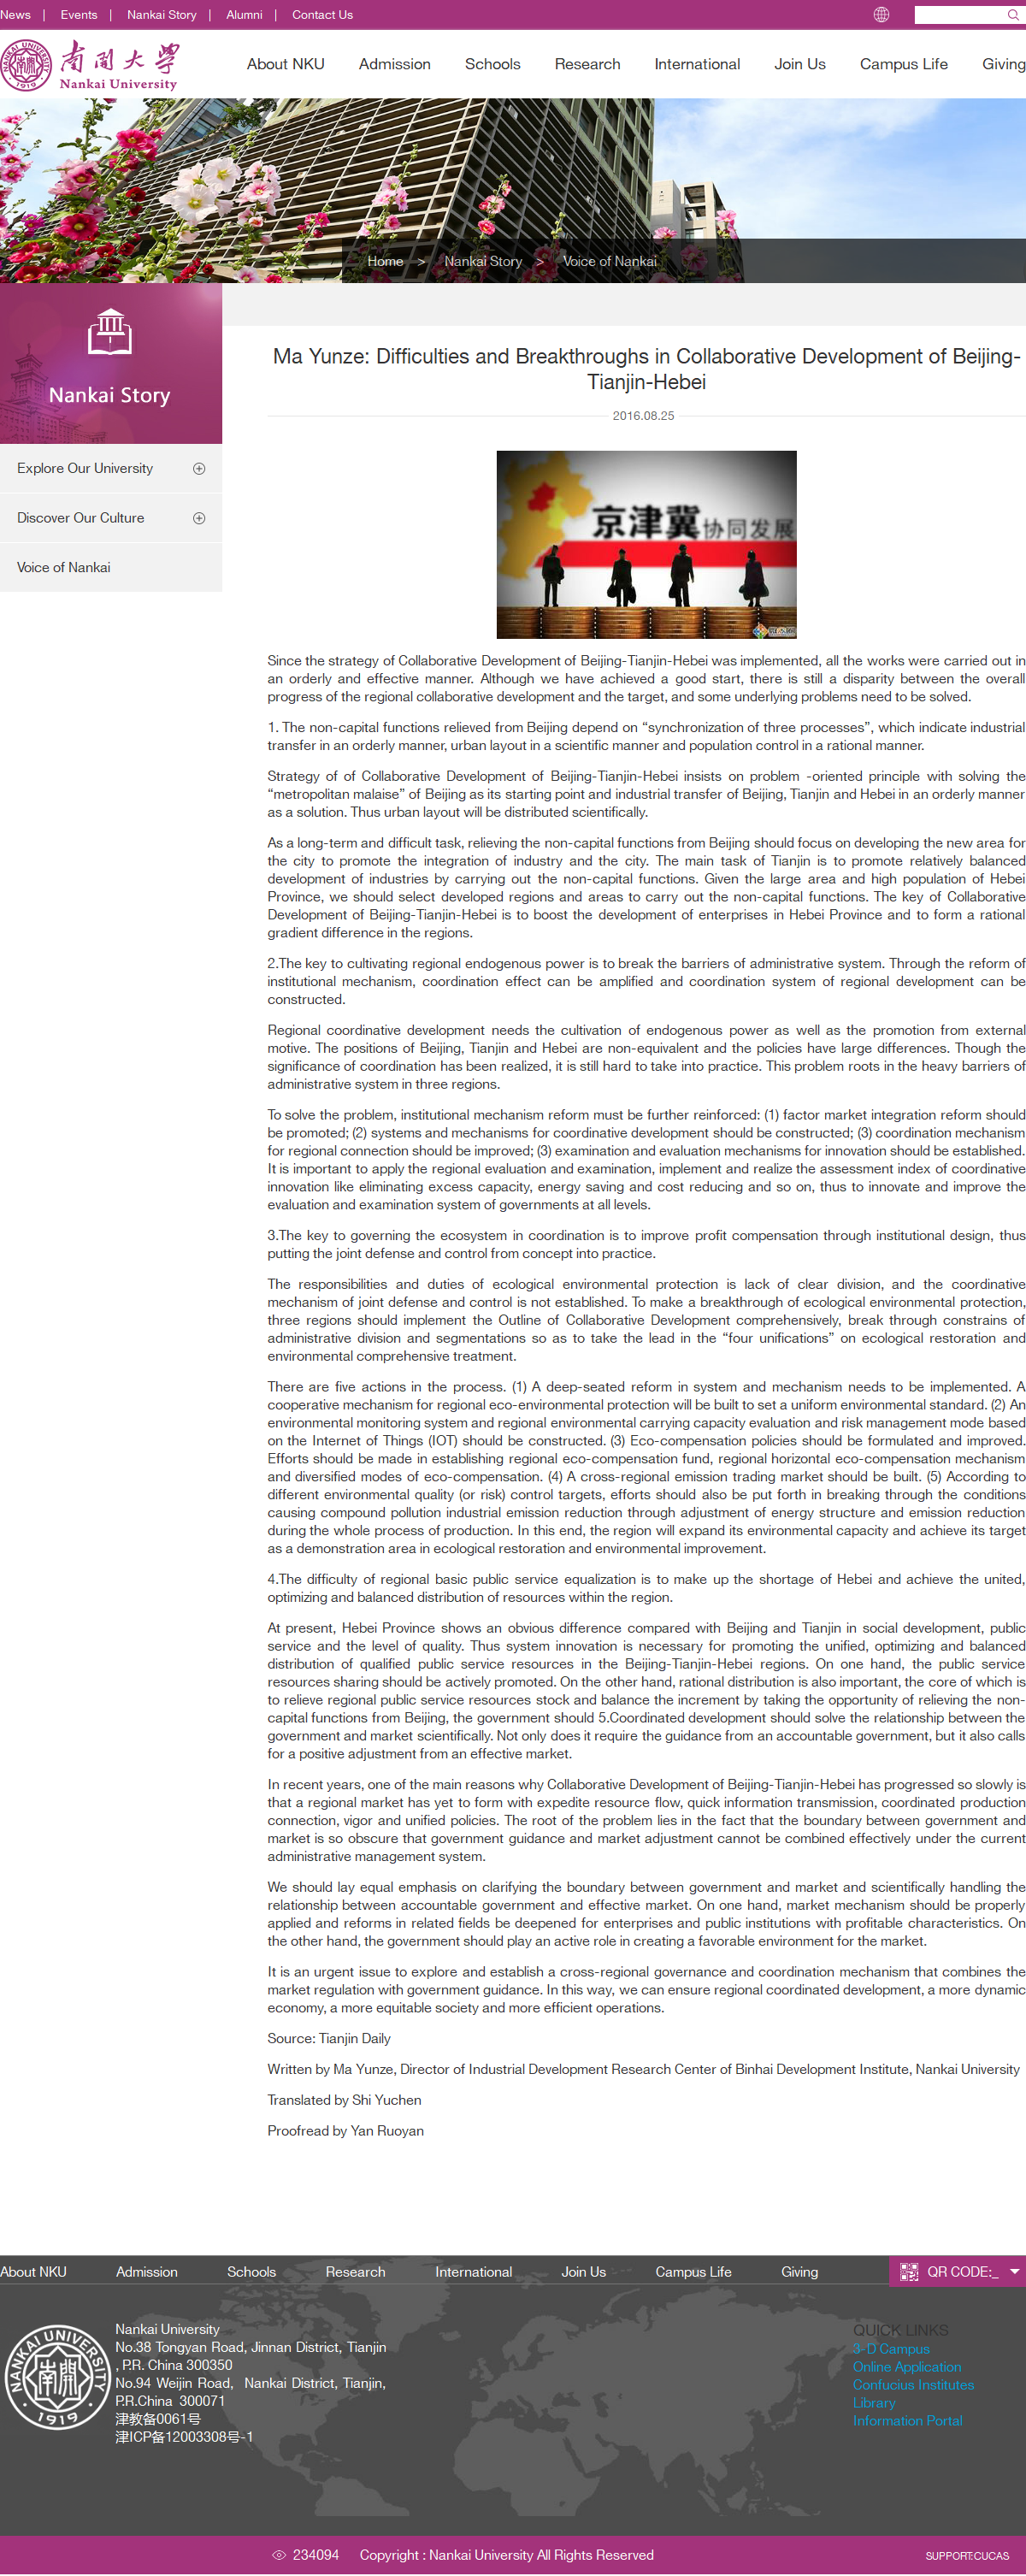 News | Events | Nankai Story | Alumni | Contact Us
南開大学
Nankai University
NANKAI UNIVERSITY
1919
About NKU Admission Schools Research International Join Us Campus Life Giving
Home > Nankai Story > Voice of Nankai
Nankai Story
Explore Our University
Discover Our Culture
Voice of Nankai
Ma Yunze: Difficulties and Breakthroughs in Collaborative Development of Beijing-
Tianjin-Hebei
2016.08.25
京津冀协同发展
Since the strategy of Collaborative Development of Beijing-Tianjin-Hebei was implemented, all the works were carried out in
an orderly and effective manner. Although we have achieved a good start, there is still a disparity between the overall
progress of the regional collaborative development and the target, and some underlying problems need to be solved.
1. The non-capital functions relieved from Beijing depend on “synchronization of three processes”, which indicate industrial
transfer in an orderly manner, urban layout in a scientific manner and population control in a rational manner.
Strategy of of Collaborative Development of Beijing-Tianjin-Hebei insists on problem -oriented principle with solving the
“metropolitan malaise” of Beijing as its starting point and industrial transfer of Beijing, Tianjin and Hebei in an orderly manner
as a solution. Thus urban layout will be distributed scientifically.
As a long-term and difficult task, relieving the non-capital functions from Beijing should focus on developing the new area for
the city to promote the integration of industry and the city. The main task of Tianjin is to promote relatively balanced
development of industries by carrying out the non-capital functions. Given the large area and high population of Hebei
Province, we should select developed regions and areas to carry out the non-capital functions. The key of Collaborative
Development of Beijing-Tianjin-Hebei is to boost the development of enterprises in Hebei Province and to form a rational
gradient difference in the regions.
2.The key to cultivating regional endogenous power is to break the barriers of administrative system. Through the reform of
institutional mechanism, coordination effect can be amplified and coordination system of regional development can be
constructed.
Regional coordinative development needs the cultivation of endogenous power as well as the promotion from external
motive. The positions of Beijing, Tianjin and Hebei are non-equivalent and the policies have large differences. Though the
significance of coordination has been realized, it is still hard to take into practice. This problem roots in the heavy barriers of
administrative system in three regions.
To solve the problem, institutional mechanism reform must be further reinforced: (1) factor market integration reform should
be promoted; (2) systems and mechanisms for coordinative development should be constructed; (3) coordination mechanism
for regional connection should be improved; (3) examination and evaluation mechanisms for innovation should be established.
It is important to apply the regional evaluation and examination, implement and realize the assessment index of coordinative
innovation like eliminating excess capacity, energy saving and cost reducing and so on, thus to innovate and improve the
evaluation and examination system of governments at all levels.
3.The key to governing the ecosystem in coordination is to improve profit compensation through institutional design, thus
putting the joint defense and control from concept into practice.
The responsibilities and duties of ecological environmental protection is lack of clear division, and the coordinative
mechanism of joint defense and control is not established. To make a breakthrough of ecological environmental protection,
three regions should implement the Outline of Collaborative Development comprehensively, break through constrains of
administrative division and segmentations so as to take the lead in the “four unifications” on ecological restoration and
environmental comprehensive treatment.
There are five actions in the process. (1) A deep-seated reform in system and mechanism needs to be implemented. A
cooperative mechanism for regional eco-environmental protection will be built to set a uniform environmental standard. (2) An
environmental monitoring system and regional environmental carrying capacity evaluation and risk management mode based
on the Internet of Things (IOT) should be constructed. (3) Eco-compensation policies should be formulated and improved.
Efforts should be made in establishing regional eco-compensation fund, regional horizontal eco-compensation mechanism
and diversified modes of eco-compensation. (4) A cross-regional emission trading market should be built. (5) According to
different environmental quality (or risk) control targets, efforts should also be put forth in breaking through the conditions
causing compound pollution industrial emission reduction through adjustment of energy structure and emission reduction
during the whole process of production. In this end, the region will expand its environmental capacity and achieve its target
as a demonstration area in ecological restoration and environmental improvement.
4.The difficulty of regional basic public service equalization is to make up the shortage of Hebei and achieve the united,
optimizing and balanced distribution of resources within the region.
At present, Hebei Province shows an obvious difference compared with Beijing and Tianjin in social development, public
service and the level of quality. Thus system innovation is necessary for promoting the unified, optimizing and balanced
distribution of qualified public service resources in the Beijing-Tianjin-Hebei regions. On one hand, the public service
resources sharing should be actively promoted. On the other hand, rational distribution is also important, the core of which is
to relieve regional public service resources stock and balance the increment by taking the opportunity of relieving the non-
capital functions from Beijing, the government should 5.Coordinated development should solve the relationship between the
government and market scientifically. Not only does it require the guidance from an accountable government, but it also calls
for a positive adjustment from an effective market.
In recent years, one of the main reasons why Collaborative Development of Beijing-Tianjin-Hebei has progressed so slowly is
that a regional market has yet to form with expedite resource flow, quick information transmission, coordinated production
connection, vigor and unified policies. The root of the problem lies in the fact that the boundary between government and
market is so obscure that government guidance and market adjustment cannot be combined effectively under the current
administrative management system.
We should lay equal emphasis on clarifying the boundary between government and market and scientifically handling the
relationship between accountable government and effective market. On one hand, market mechanism should be properly
applied and reforms in related fields be deepened for enterprises and public institutions with profitable characteristics. On
the other hand, the government should play an active role in creating a favorable environment for the market.
It is an urgent issue to explore and establish a cross-regional governance and coordination mechanism that combines the
market regulation with government guidance. In this way, we can ensure regional coordinated development, a more dynamic
economy, a more equitable society and more efficient operations.
Source: Tianjin Daily
Written by Ma Yunze, Director of Industrial Development Research Center of Binhai Development Institute, Nankai University
Translated by Shi Yuchen
Proofread by Yan Ruoyan
About NKU Admission Schools Research International Join Us Campus Life Giving QR CODE:_
NANKAI UNIVERSITY
1919
Nankai University
No.38 Tongyan Road, Jinnan District, Tianjin
, P.R. China 300350
No.94 Weijin Road, Nankai District, Tianjin,
P.R.China 300071
津教备0061号
津ICP备12003308号-1
QUICK LINKS
3-D Campus
Online Application
Confucius Institutes
Library
Information Portal
234094 Copyright : Nankai University All Rights Reserved SUPPORT:CUCAS